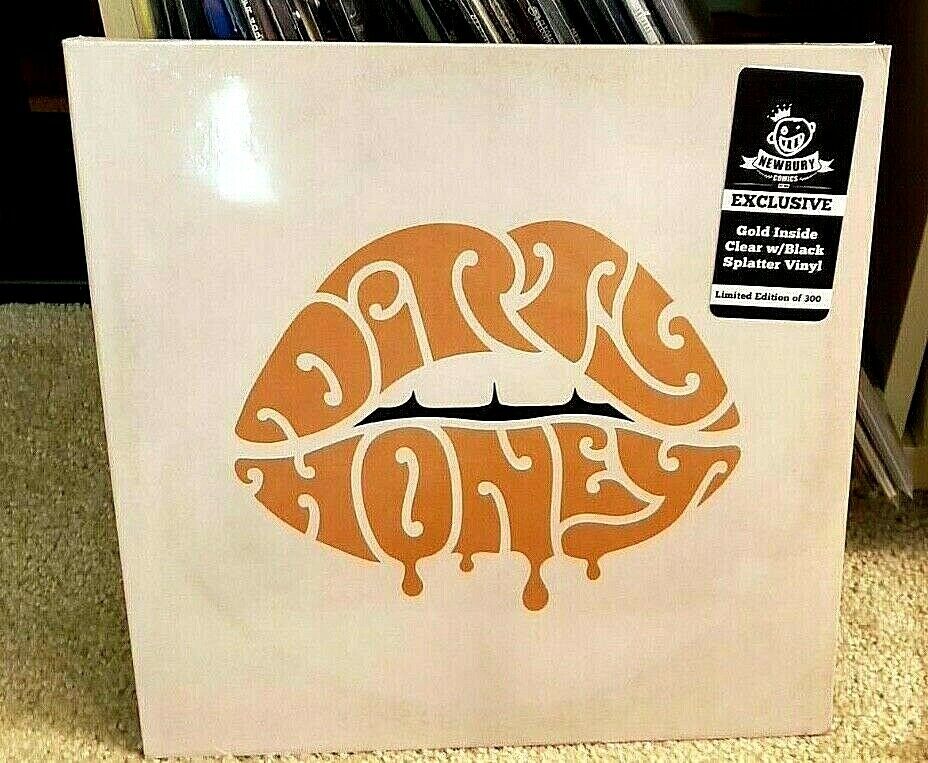 DiRTY
HONEY
NEWBURY
COMICS
EXCLUSIVE
Gold Inside
Clear w/Black
Splatter Vinyl
Limited Edition of 300